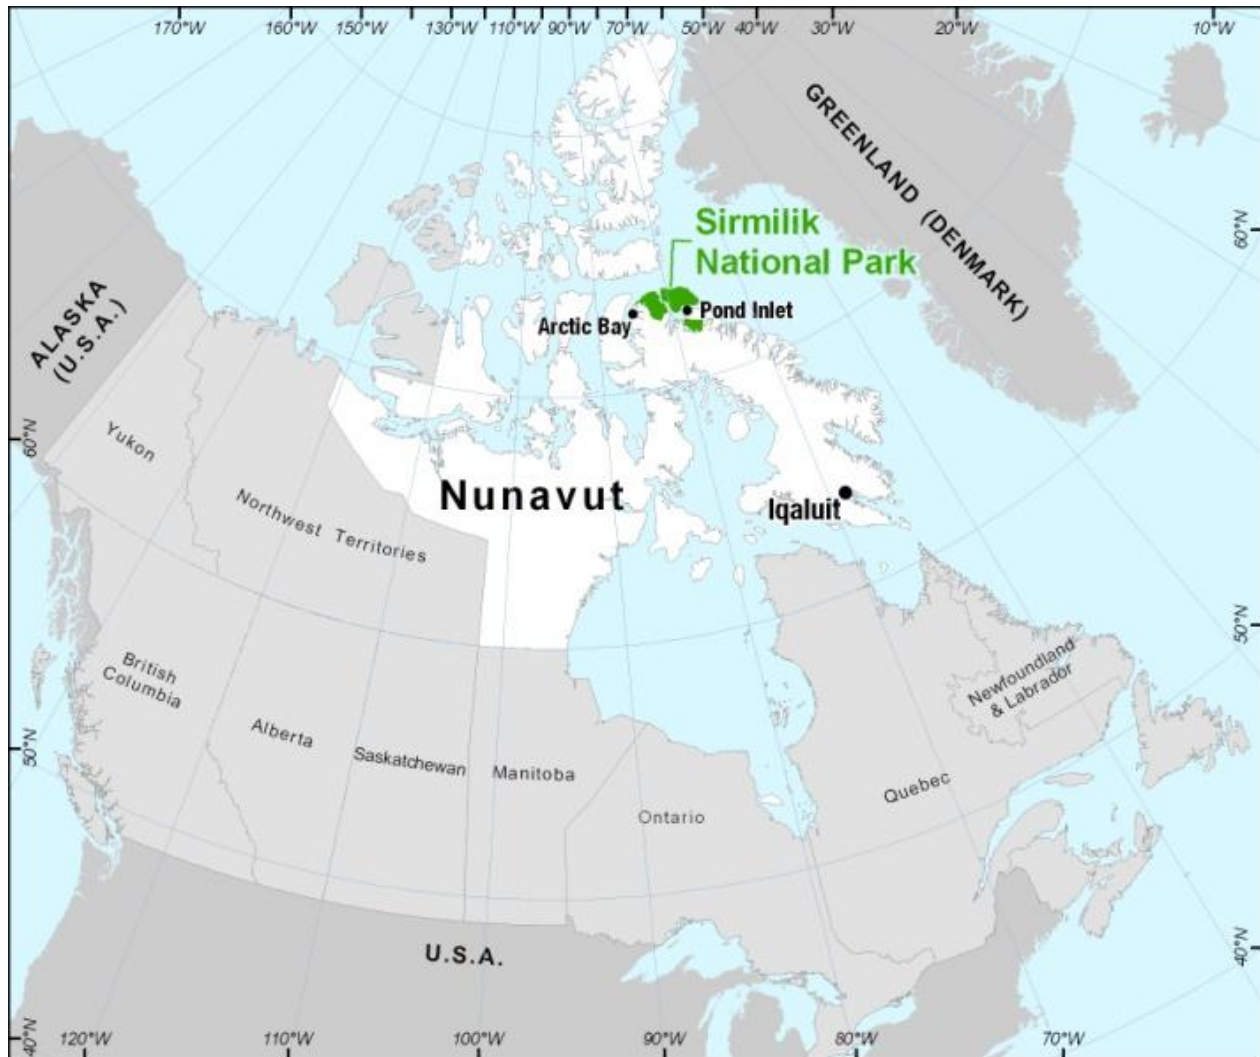 170°W
160°W
150°W
130°W
110°W
90°W
70°W
50°W
40°W
30°W
20°W
10°W
GREENLAND (DENMARK)
Sirmilik
National Park
60°N
ALASKA
(U.S.A.)
Arctic Bay
Pond Inlet
60°N
Yukon
Nunavut
Iqaluit
Northwest Territories
50°N
British
Columbia
Newfoundland
& Labrador
50°N
Alberta
Saskatchewan
Manitoba
Quebec
Ontario
U.S.A.
40°N
40°N
120°W
110°W
100°W
90°W
80°W
70°W